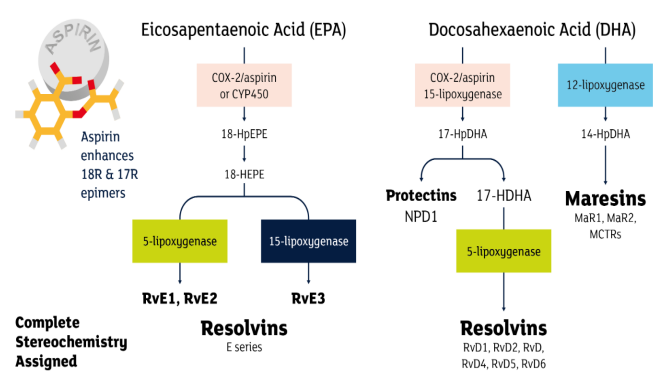 ASPIRIN
Aspirin
enhances
18R & 17R
epimers
Complete
Stereochemistry
Assigned
Eicosapentaenoic Acid (EPA)
COX-2/aspirin
or CYP450
18-HpEPE
18-HEPE
5-lipoxygenase
15-lipoxygenase
RvE1, RvE2
RvE3
Resolvins
E series
Docosahexaenoic Acid (DHA)
COX-2/aspirin
15-lipoxygenase
17-HpDHA
Protectins
NPD1
17-HDHA
5-lipoxygenase
Resolvins
RvD1, RvD2, RvD,
RvD4, RvD5, RvD6
12-lipoxygenase
14-HpDHA
Maresins
MaR1, MaR2,
MCTRs